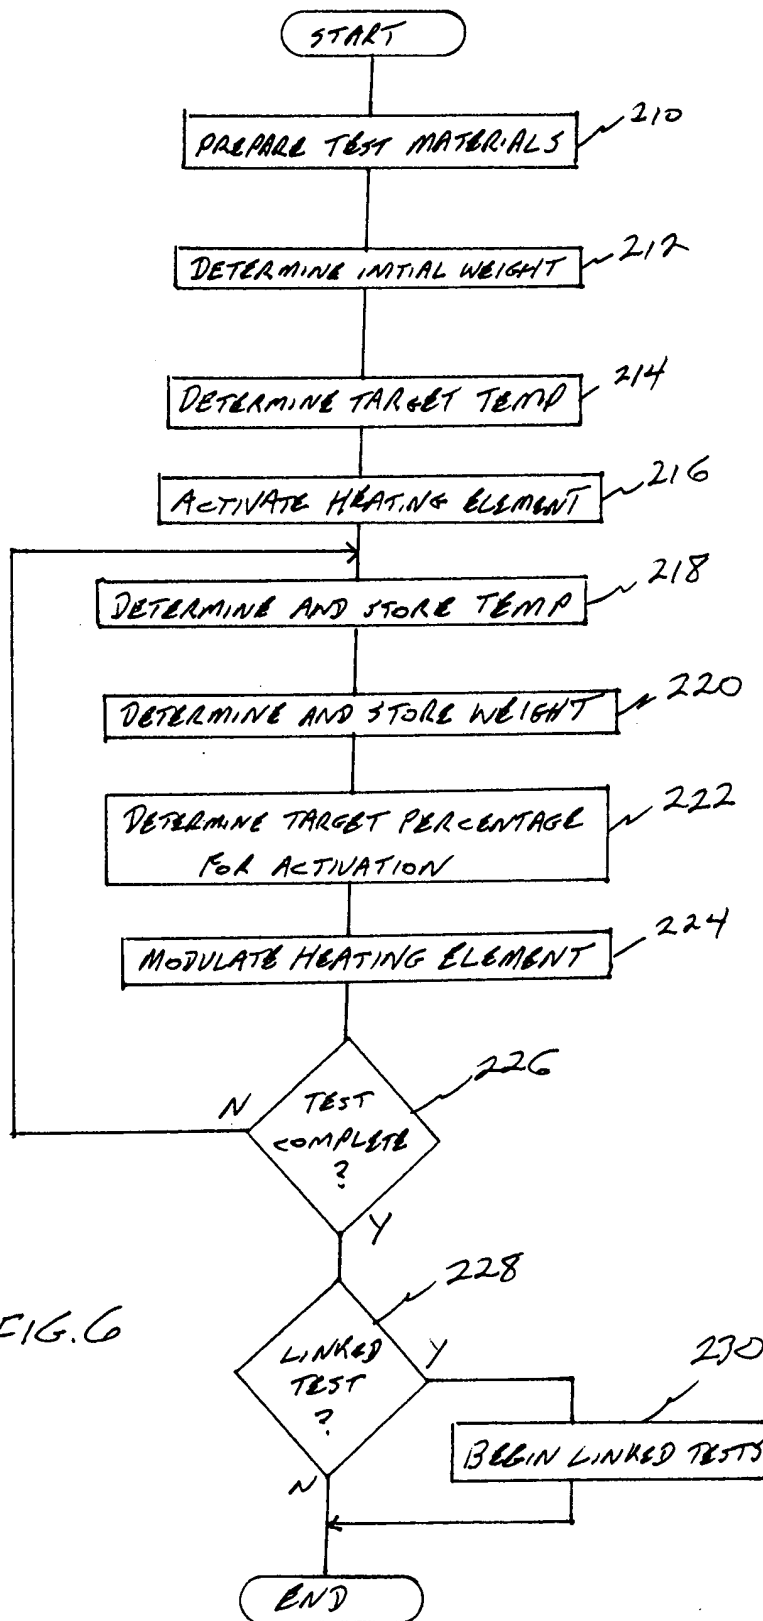 START
PREPARE TEST MATERIALS
210
DETERMINE INITIAL WEIGHT
212
DETERMINE TARGET TEMP
214
ACTIVATE HEATING ELEMENT
216
DETERMINE AND STORE TEMP
218
DETERMINE AND STORE WEIGHT
220
DETERMINE TARGET PERCENTAGE
FOR ACTIVATION
222
MODULATE HEATING ELEMENT
224
N
TEST
COMPLETE
?
226
Y
FIG. 6
LINKED
TEST
?
228
Y
230
BEGIN LINKED TESTS
N
END